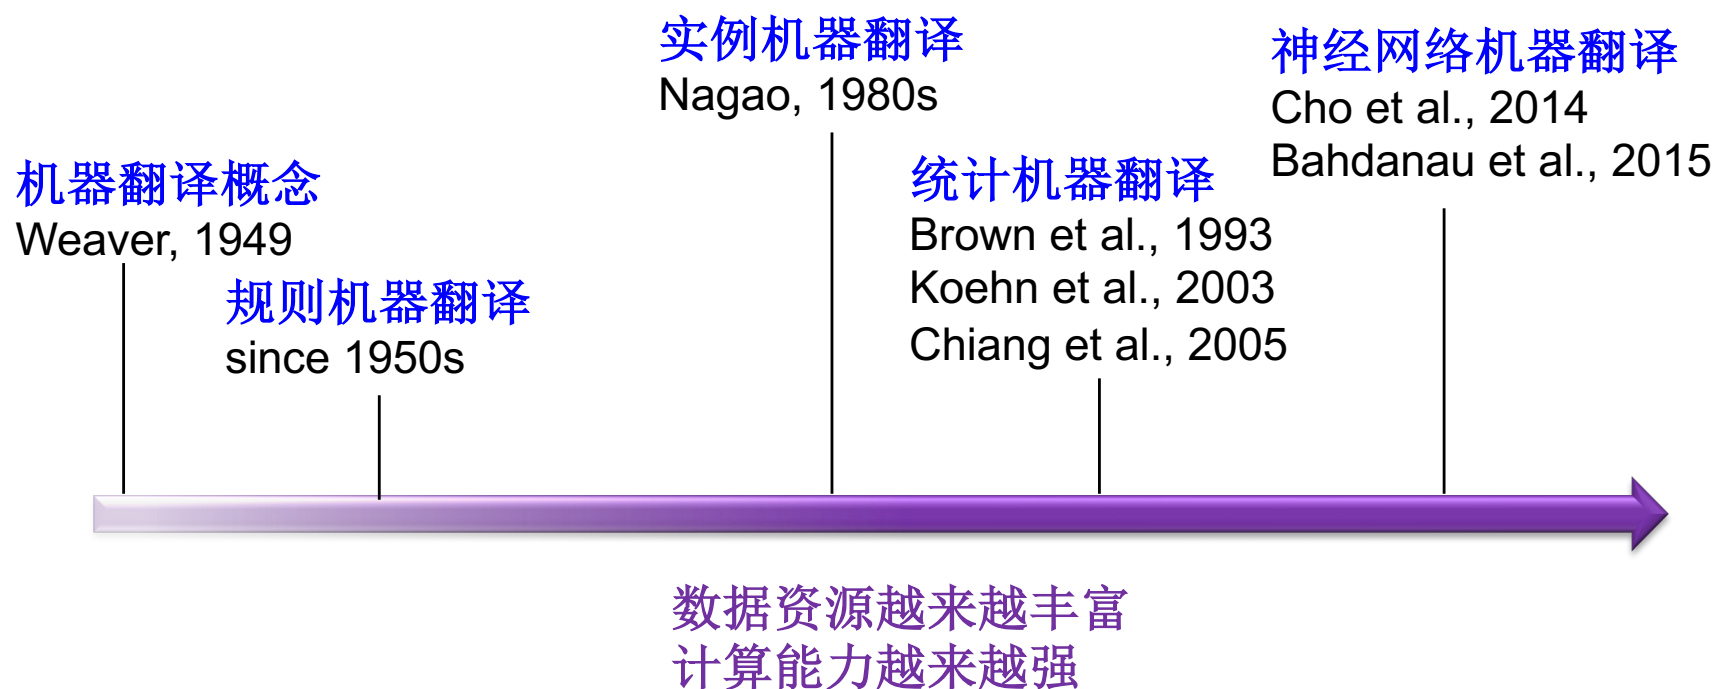 机器翻译概念
Weaver, 1949
规则机器翻译
since 1950s
实例机器翻译
Nagao, 1980s
统计机器翻译
Brown et al., 1993
Koehn et al., 2003
Chiang et al., 2005
神经网络机器翻译
Cho et al., 2014
Bahdanau et al., 2015
数据资源越来越丰富
计算能力越来越强